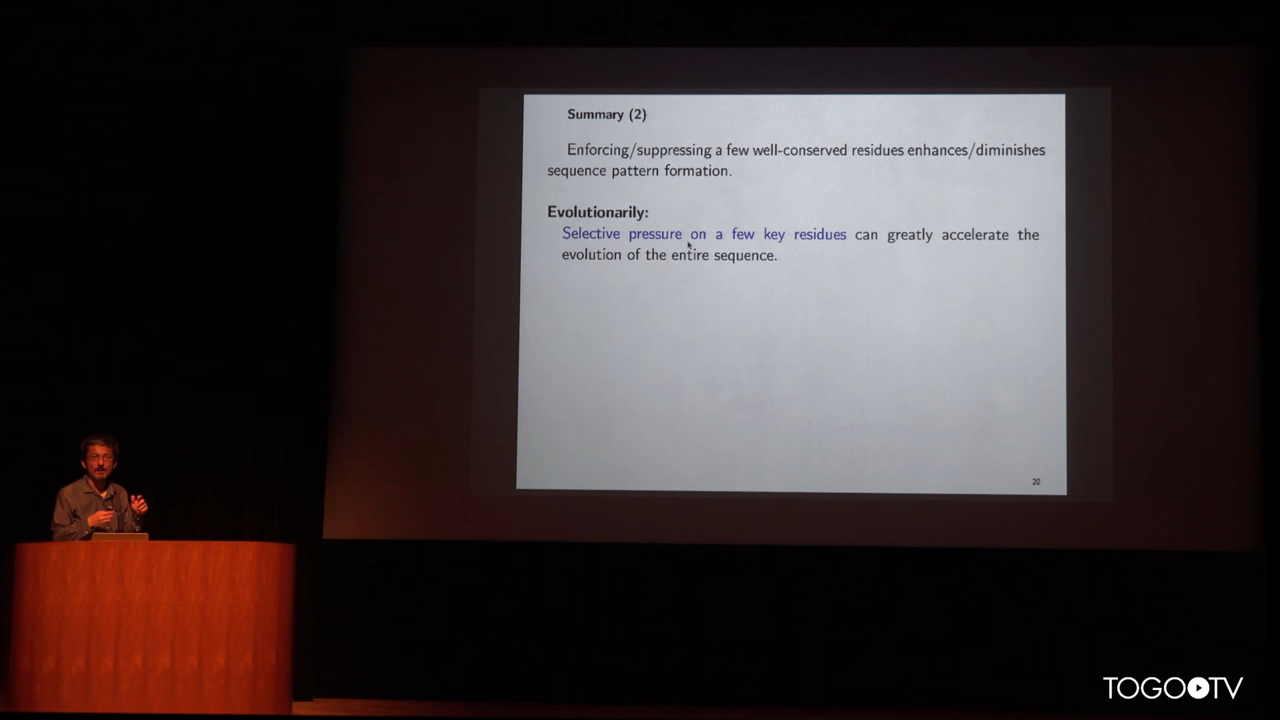 Summary (2)
Enforcing/suppressing a few well-conserved residues enhances/diminishes
sequence pattern formation.
Evolutionarily:
Selective pressure on a few key residues can greatly accelerate the
evolution of the entire sequence.
20
TOGOTV